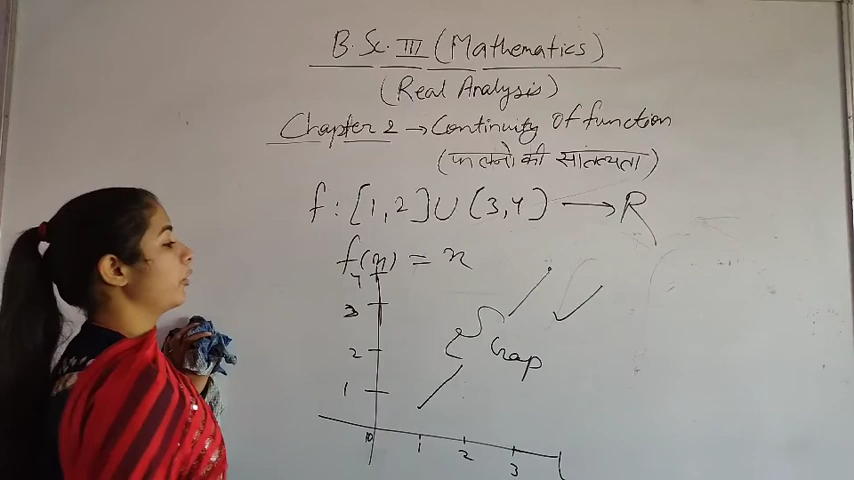 B.Sc. III (Mathematics)
(Real Analysis)
Chapter 2 → Continuity Of function
(फलनो की सातत्यता)
f : [1,2] ∪ (3,4] → R
f(x) = x
4
3
2
1
Gap
0
1
2
3